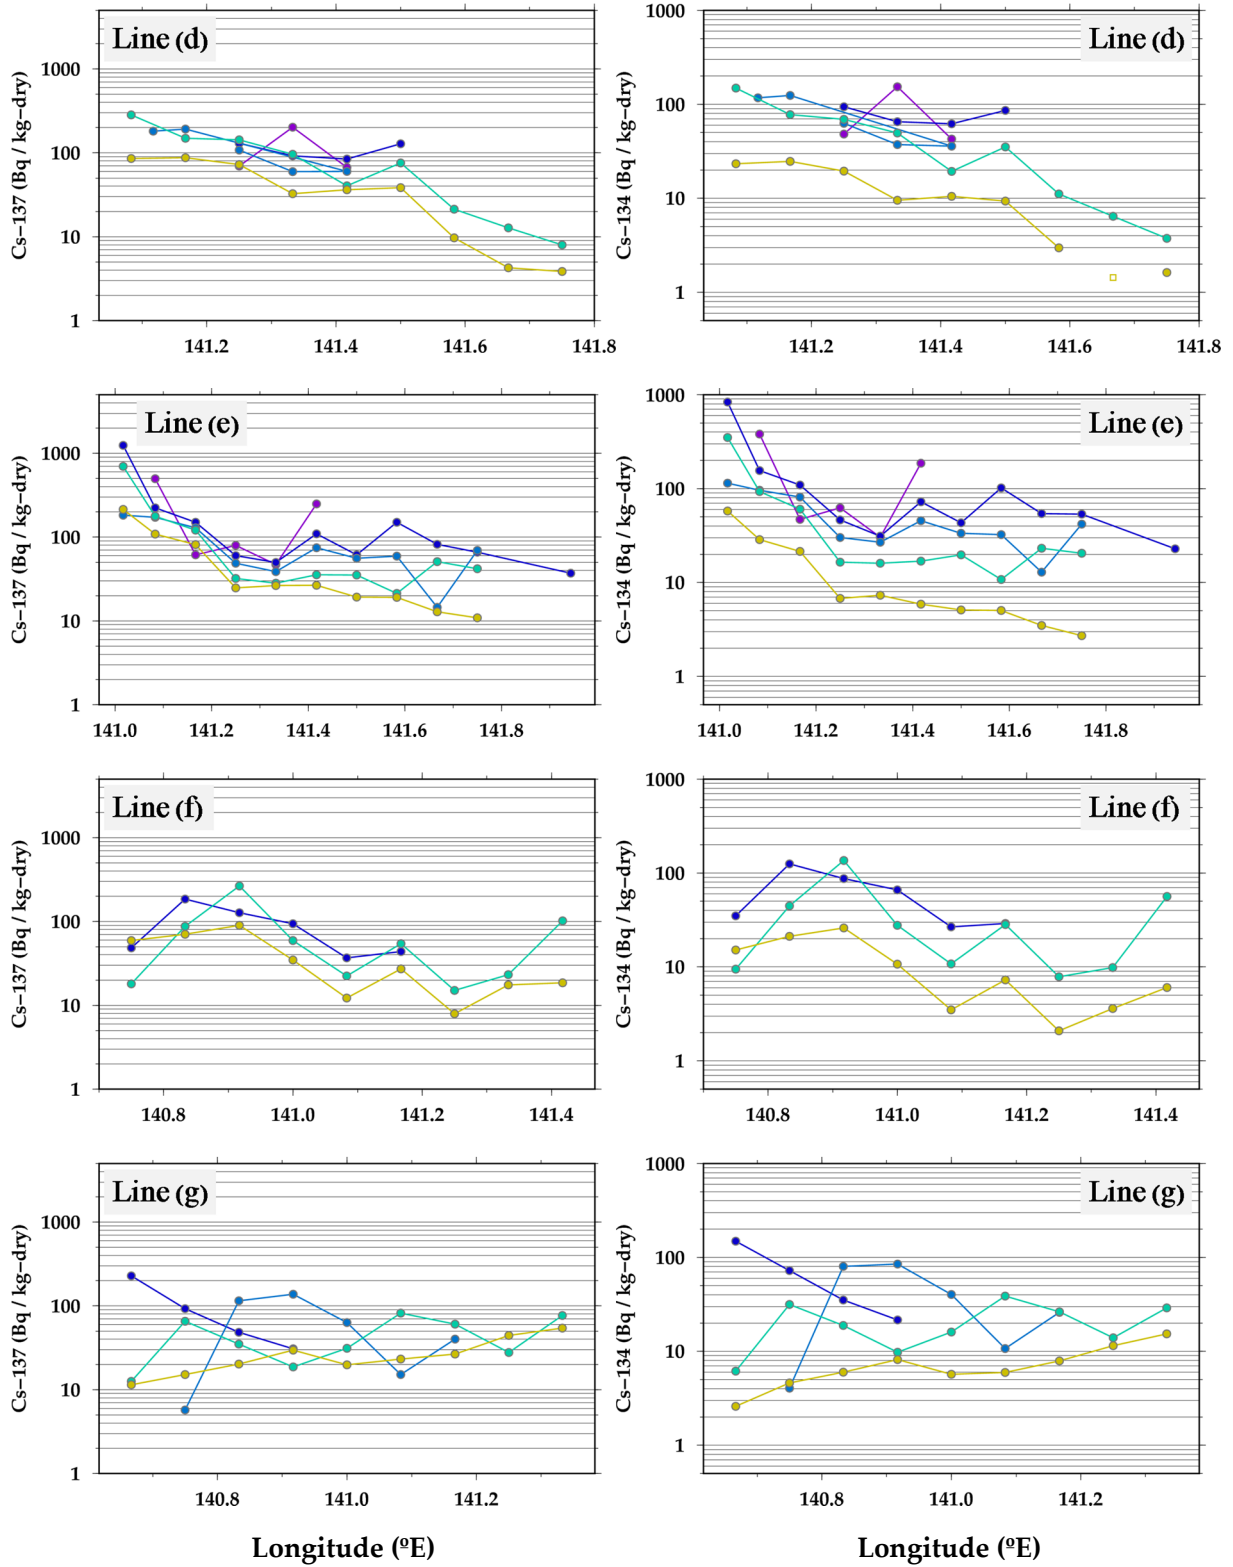 Line (d)
Cs–137 (Bq / kg–dry)
1000
100
10
1
141.2 141.4 141.6 141.8
Line (d)
Cs–134 (Bq / kg–dry)
1000
100
10
1
141.2 141.4 141.6 141.8
Line (e)
Cs–137 (Bq / kg–dry)
1000
100
10
1
141.0 141.2 141.4 141.6 141.8
Line (e)
Cs–134 (Bq / kg–dry)
1000
100
10
1
141.0 141.2 141.4 141.6 141.8
Line (f)
Cs–137 (Bq / kg–dry)
1000
100
10
1
140.8 141.0 141.2 141.4
Line (f)
Cs–134 (Bq / kg–dry)
1000
100
10
1
140.8 141.0 141.2 141.4
Line (g)
Cs–137 (Bq / kg–dry)
1000
100
10
1
140.8 141.0 141.2
Longitude (ºE)
Line (g)
Cs–134 (Bq / kg–dry)
1000
100
10
1
140.8 141.0 141.2
Longitude (ºE)